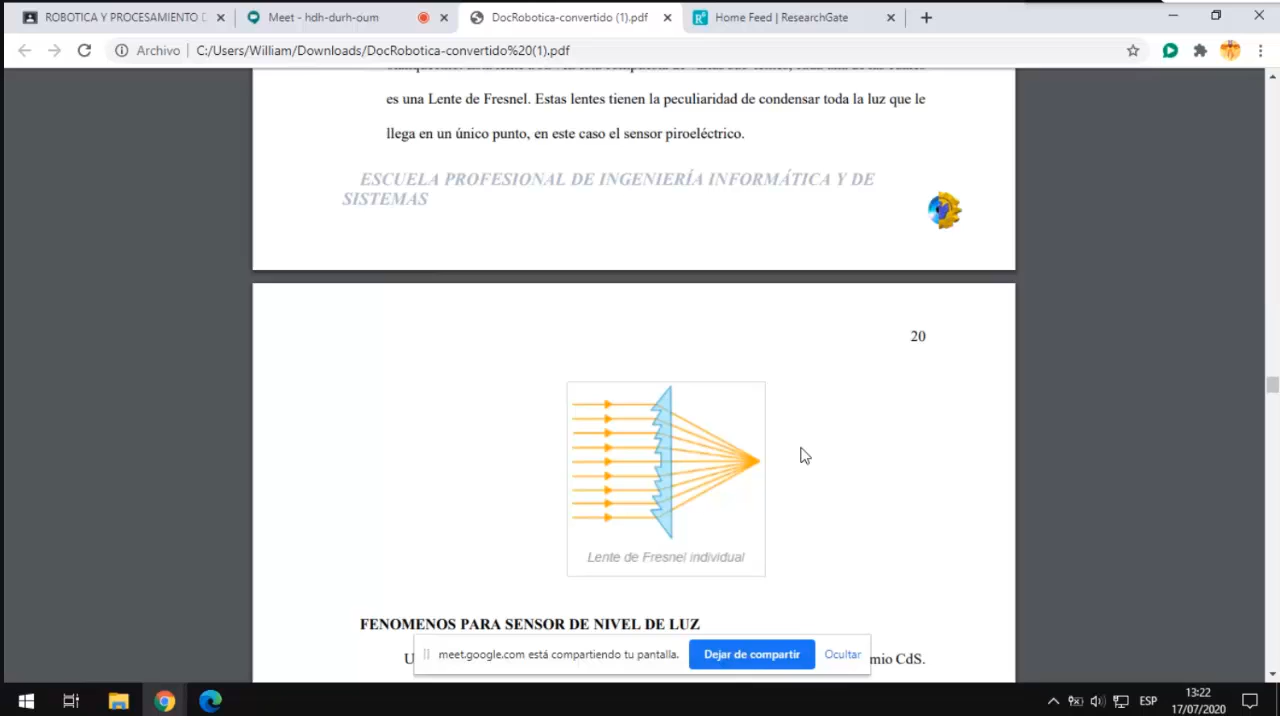 ROBOTICA Y PROCESAMIENTO D
Meet - hdh-durh-oum
DocRobotica-convertido (1).pdf
Home Feed | ResearchGate
Archivo | C:/Users/William/Downloads/DocRobotica-convertido%20(1).pdf
es una Lente de Fresnel. Estas lentes tienen la peculiaridad de condensar toda la luz que le
llega en un único punto, en este caso el sensor piroeléctrico.
ESCUELA PROFESIONAL DE INGENIERÍA INFORMÁTICA Y DE
SISTEMAS
20
Lente de Fresnel individual
FENOMENOS PARA SENSOR DE NIVEL DE LUZ
meet.google.com está compartiendo tu pantalla. Dejar de compartir Ocultar
CdS.
ESP
13:22
17/07/2020